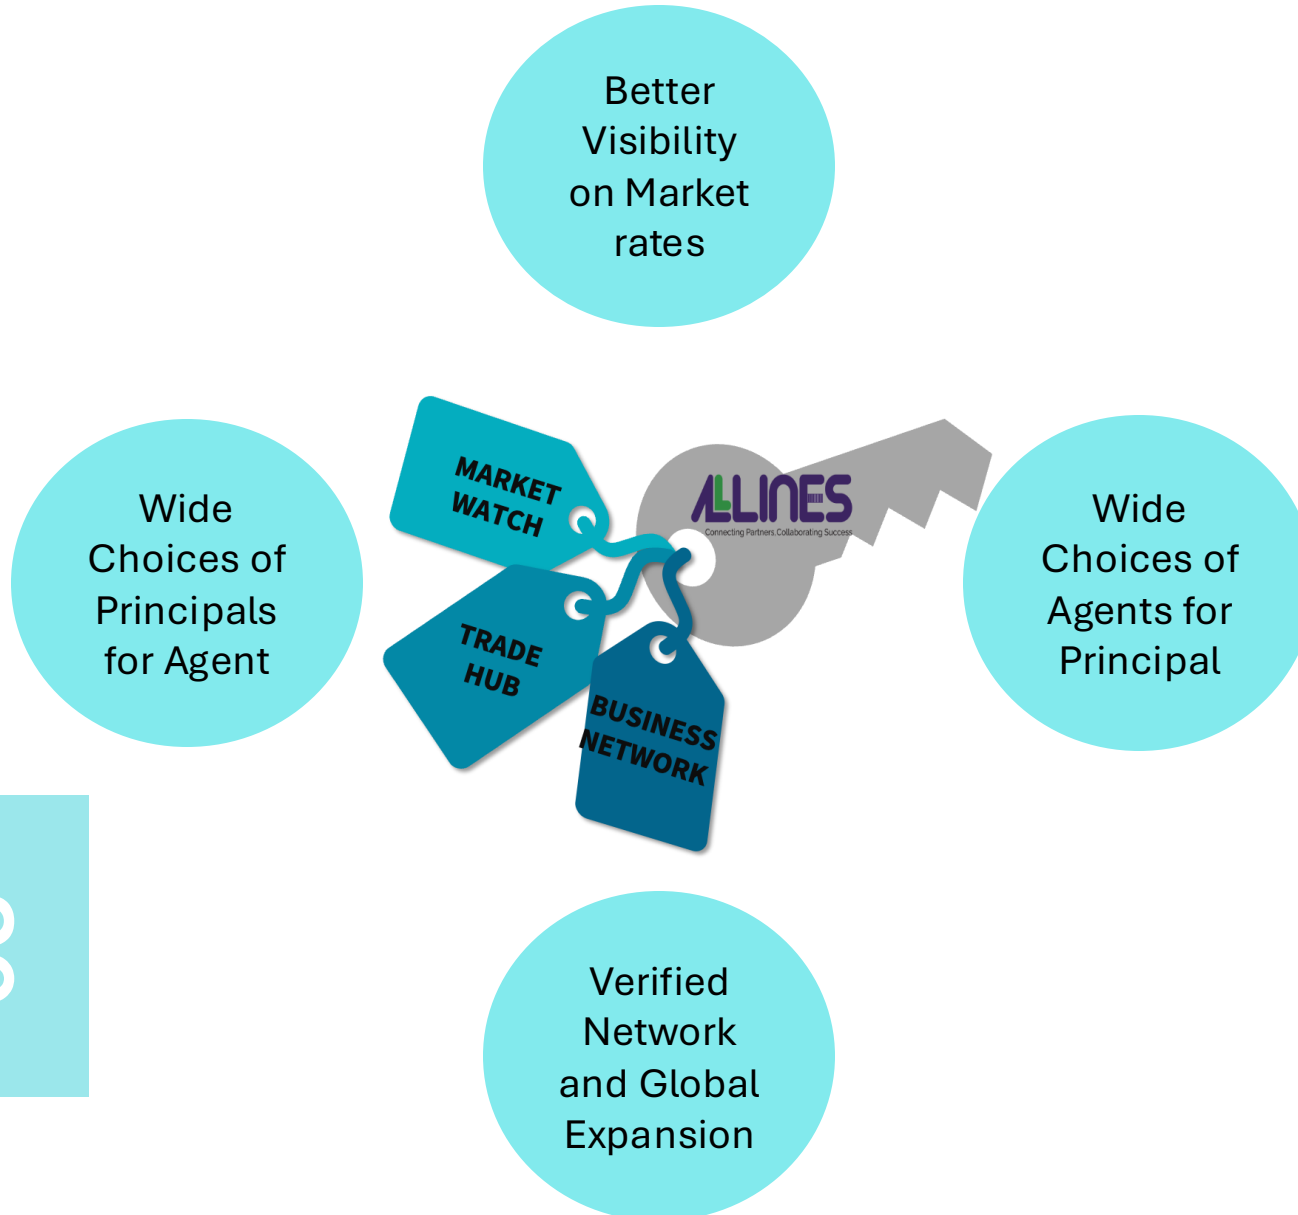 Better
Visibility
on Market
rates
MARKET
WATCH
ALLINES
Connecting Partners.Collaborating Success
Wide
Choices of
Principals
for Agent
Wide
Choices of
Agents for
Principal
TRADE
HUB
BUSINESS
NETWORK
Verified
Network
and Global
Expansion